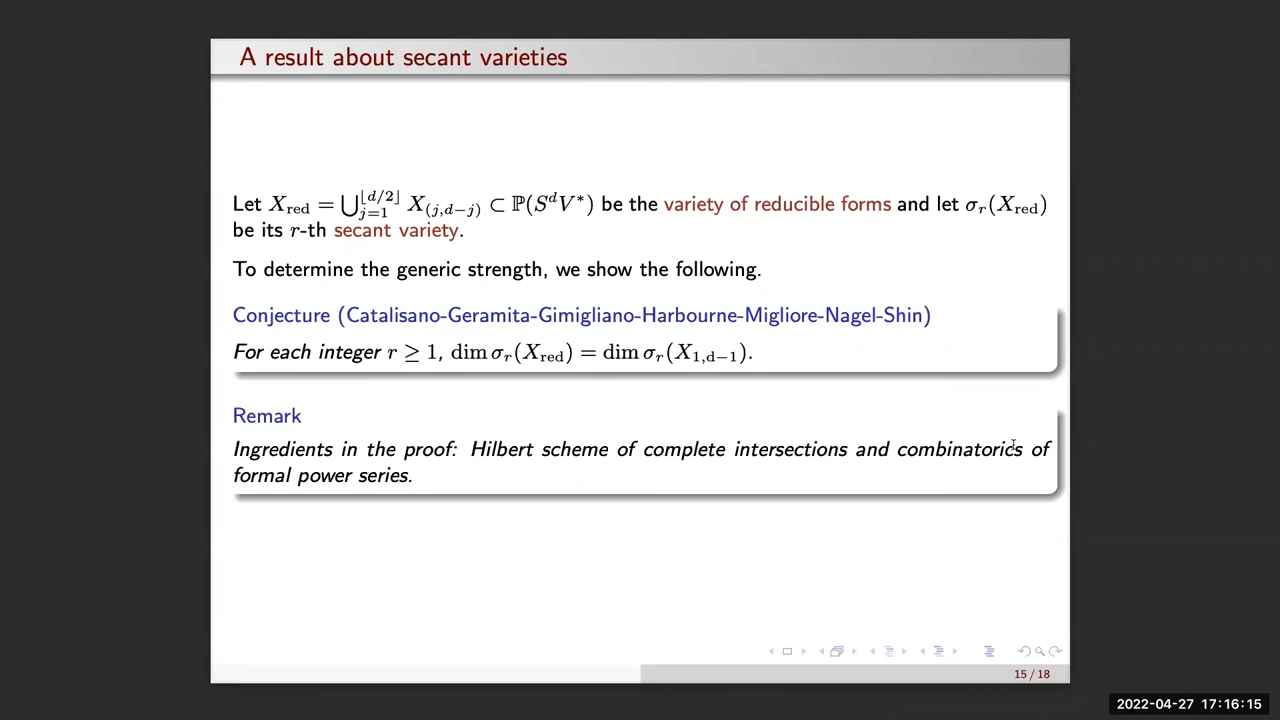 A result about secant varieties
Let $X_{\mathrm{red}} = \bigcup_{j=1}^{\lfloor d/2 \rfloor} X_{(j,d-j)} \subset \mathbb{P}(S^d V^*)$ be the variety of reducible forms and let $\sigma_r(X_{\mathrm{red}})$
be its $r$-th secant variety.
To determine the generic strength, we show the following.
Conjecture (Catalisano-Geramita-Gimigliano-Harbourne-Migliore-Nagel-Shin)
For each integer $r \geq 1$, $\dim \sigma_r(X_{\mathrm{red}}) = \dim \sigma_r(X_{1,\mathrm{d}-1})$.
Remark
Ingredients in the proof: Hilbert scheme of complete intersections and combinatorics of
formal power series.
15 / 18
2022-04-27 17:16:15